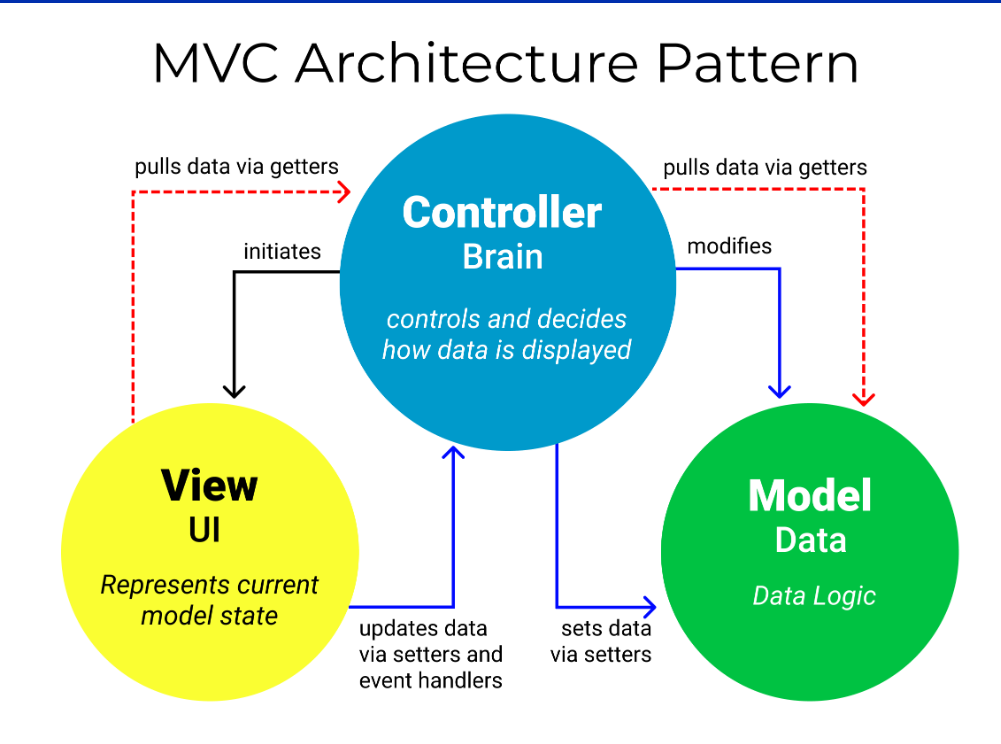 MVC Architecture Pattern
pulls data via getters
pulls data via getters
Controller
Brain
initiates
modifies
controls and decides
how data is displayed
View
UI
Represents current
model state
Model
Data
Data Logic
updates data
via setters and
event handlers
sets data
via setters